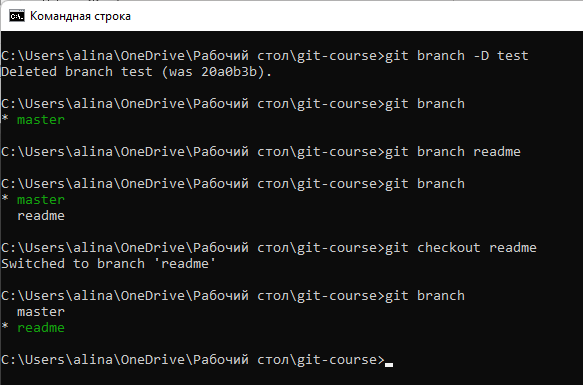 Командная строка
C:\Users\alina\OneDrive\Рабочий стол\git-course>git branch -D test
Deleted branch test (was 20a0b3b).
C:\Users\alina\OneDrive\Рабочий стол\git-course>git branch
* master
C:\Users\alina\OneDrive\Рабочий стол\git-course>git branch readme
C:\Users\alina\OneDrive\Рабочий стол\git-course>git branch
* master
readme
C:\Users\alina\OneDrive\Рабочий стол\git-course>git checkout readme
Switched to branch 'readme'
C:\Users\alina\OneDrive\Рабочий стол\git-course>git branch
master
* readme
C:\Users\alina\OneDrive\Рабочий стол\git-course>